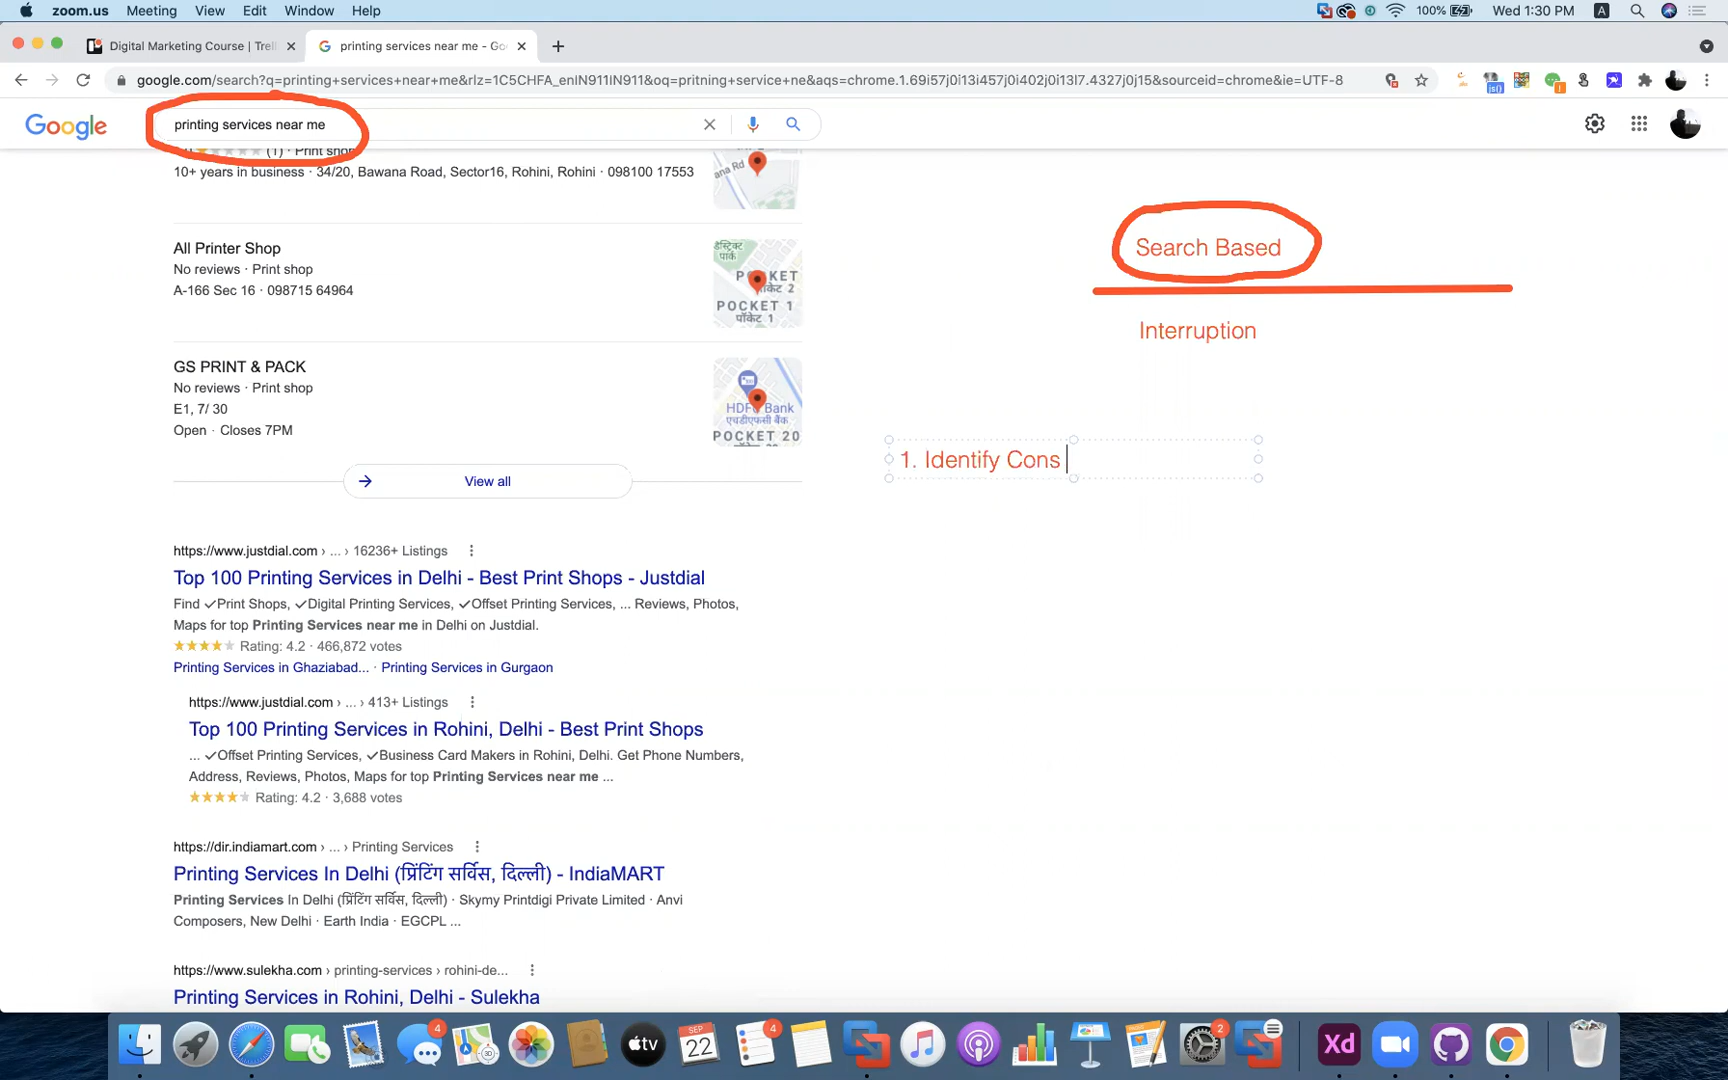 zoom.us Meeting View Edit Window Help 100% Wed 1:30 PM A
Digital Marketing Course | Trel
printing services near me - Go
google.com/search?q=printing+services+near+me&rlz=1C5CHFA_enIN911IN911&oq=pritning+service+ne&aqs=chrome.1.69i57j0i13i457j0i402j0i13l7.4327j0j15&sourceid=chrome&ie=UTF-8
Google printing services near me
(1) · Print shop
10+ years in business · 34/20, Bawana Road, Sector16, Rohini, Rohini · 098100 17553
ana Rd
Search Based
Interruption
All Printer Shop
No reviews · Print shop
A-166 Sec 16 · 098715 64964
डिस्ट्रिक्ट
पार्क
POCKET
पॉकेट 2
POCKET 1
पॉकेट 1
GS PRINT & PACK
No reviews · Print shop
E1, 7/ 30
Open · Closes 7PM
HDFC Bank
एचडीएफसी बैंक
POCKET 20
1. Identify Cons
View all
https://www.justdial.com › ... › 16236+ Listings
Top 100 Printing Services in Delhi - Best Print Shops - Justdial
Find ✓Print Shops, ✓Digital Printing Services, ✓Offset Printing Services, ... Reviews, Photos,
Maps for top Printing Services near me in Delhi on Justdial.
Rating: 4.2 · 466,872 votes
Printing Services in Ghaziabad... · Printing Services in Gurgaon
https://www.justdial.com › ... › 413+ Listings
Top 100 Printing Services in Rohini, Delhi - Best Print Shops
... ✓Offset Printing Services, ✓Business Card Makers in Rohini, Delhi. Get Phone Numbers,
Address, Reviews, Photos, Maps for top Printing Services near me ...
Rating: 4.2 · 3,688 votes
https://dir.indiamart.com › ... › Printing Services
Printing Services In Delhi (प्रिंटिंग सर्विस, दिल्ली) - IndiaMART
Printing Services In Delhi (प्रिंटिंग सर्विस, दिल्ली) · Skymy Printdigi Private Limited · Anvi
Composers, New Delhi · Earth India · EGCPL ...
https://www.sulekha.com › printing-services › rohini-de...
Printing Services in Rohini, Delhi - Sulekha
4
SEP
22
4
tv
2
Xd